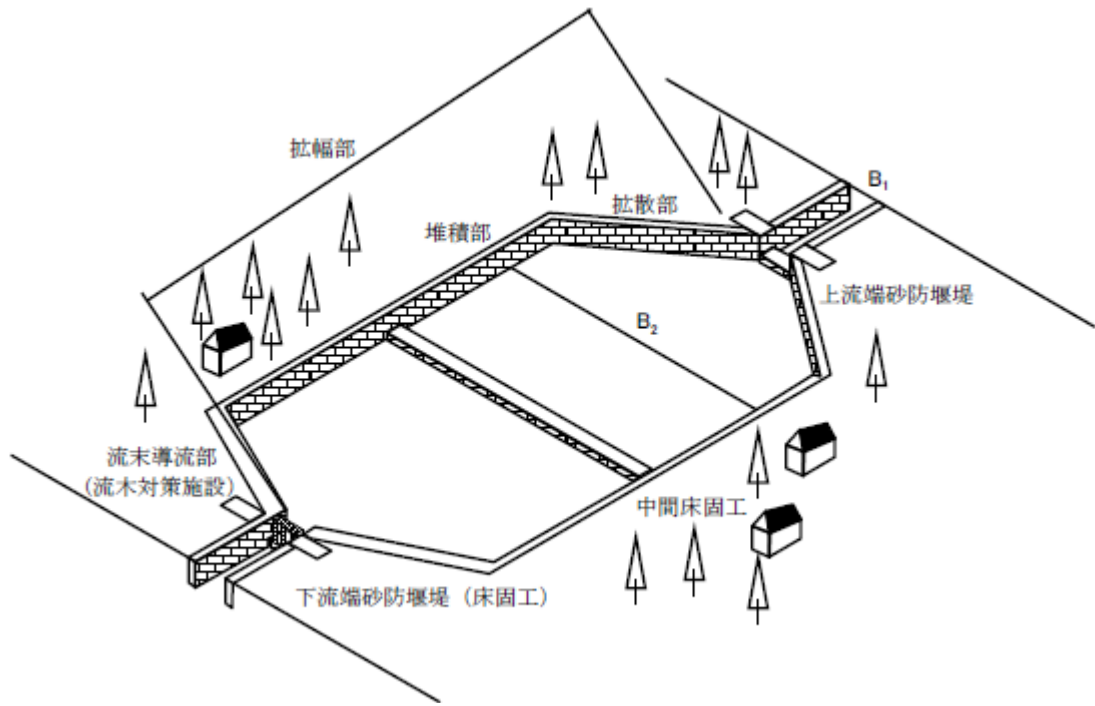 拡幅部
B1
拡散部
堆積部
上流端砂防堰堤
B2
流末導流部
(流木対策施設)
中間床固工
下流端砂防堰堤(床固工)